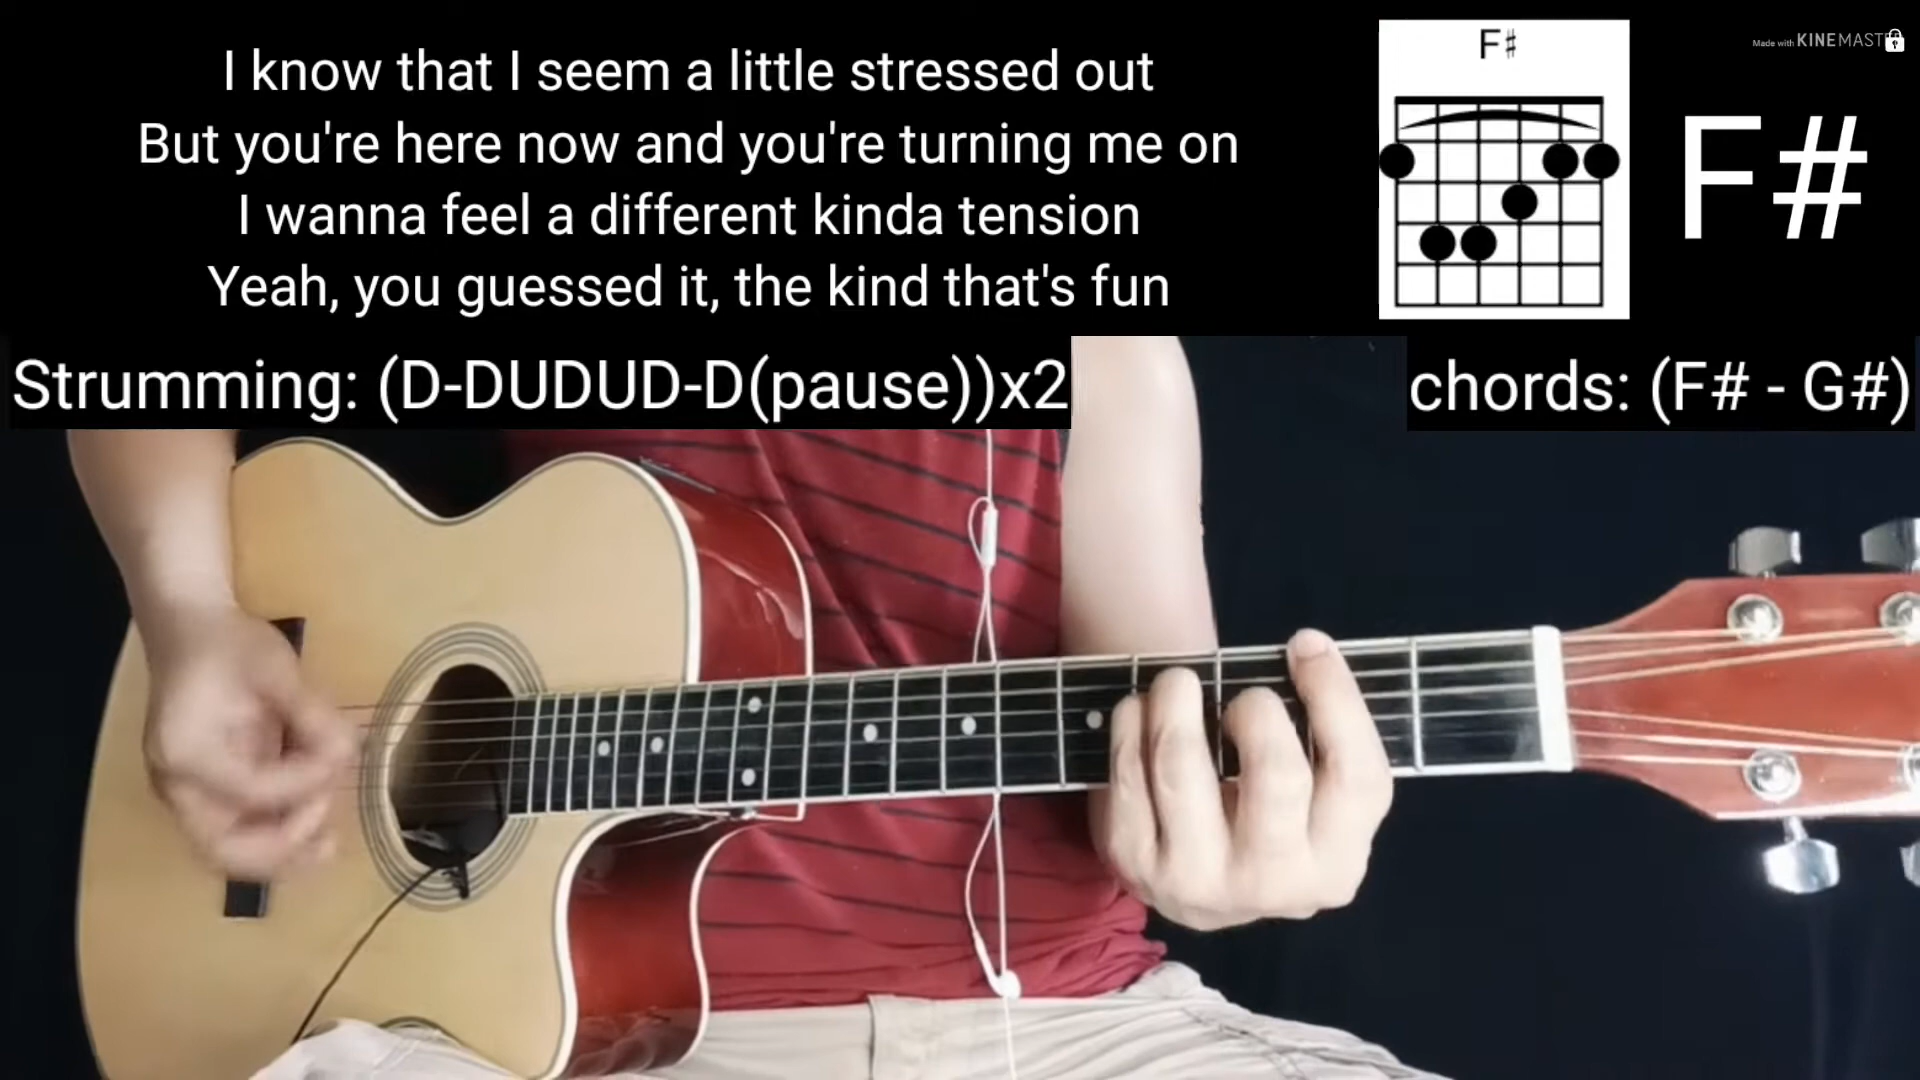 I know that I seem a little stressed out
But you're here now and you're turning me on
I wanna feel a different kinda tension
Yeah, you guessed it, the kind that's fun
F#
F#
Made with KINEMAST
Strumming: (D-DUDUD-D(pause))x2
chords: (F# - G#)